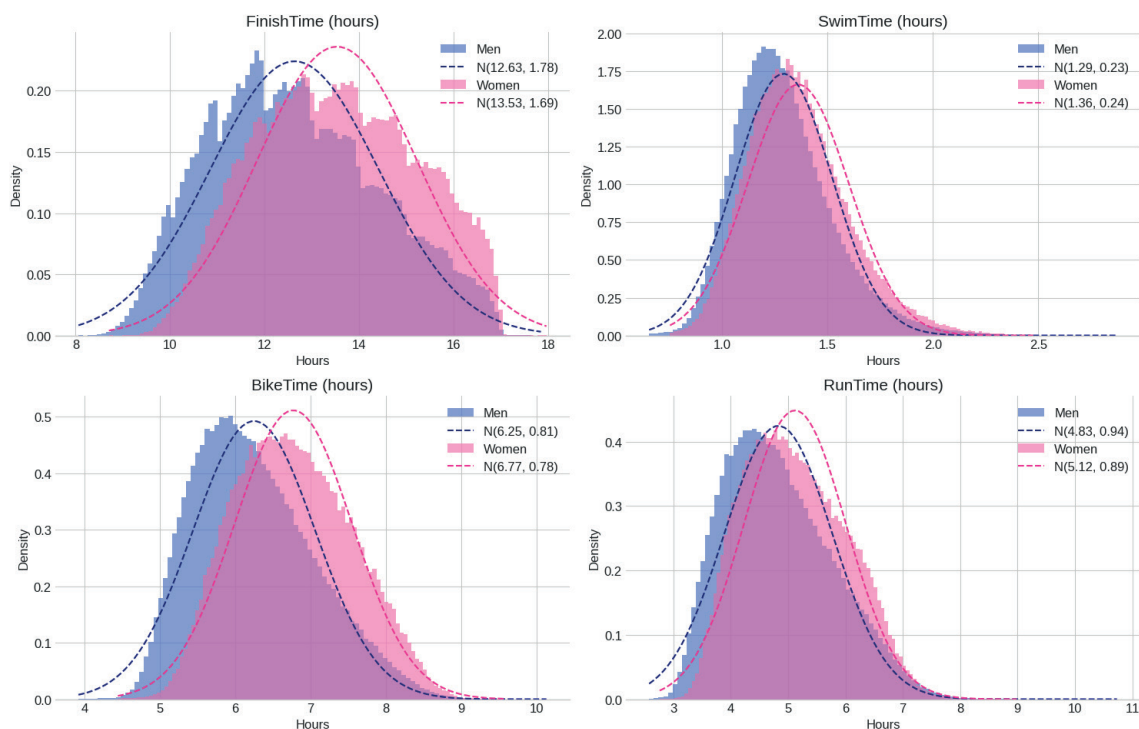 FinishTime (hours)
Men
N(12.63, 1.78)
Women
N(13.53, 1.69)
0.20
0.15
0.10
0.05
0.00
Density
8 10 12 14 16 18
Hours
SwimTime (hours)
Men
N(1.29, 0.23)
Women
N(1.36, 0.24)
2.00
1.75
1.50
1.25
1.00
0.75
0.50
0.25
0.00
Density
1.0 1.5 2.0 2.5
Hours
BikeTime (hours)
Men
N(6.25, 0.81)
Women
N(6.77, 0.78)
0.5
0.4
0.3
0.2
0.1
0.0
Density
4 5 6 7 8 9 10
Hours
RunTime (hours)
Men
N(4.83, 0.94)
Women
N(5.12, 0.89)
0.4
0.3
0.2
0.1
0.0
Density
3 4 5 6 7 8 9 10 11
Hours